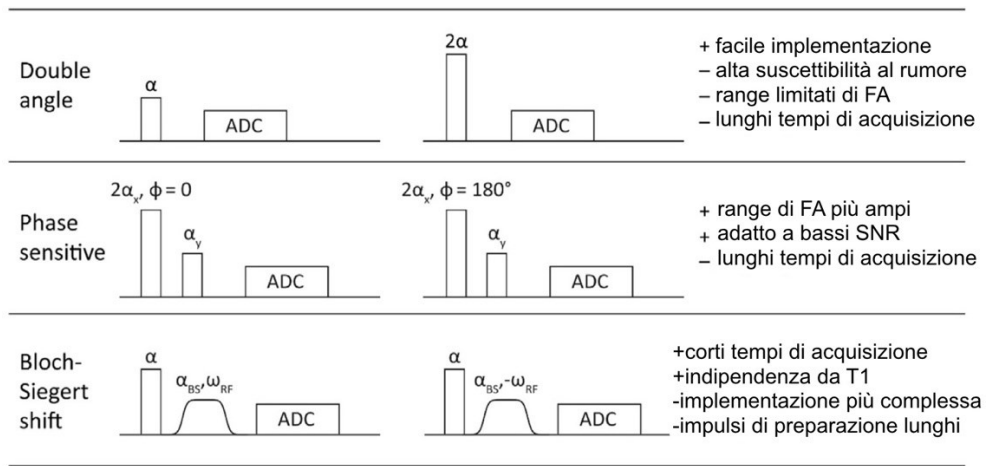 Double
angle
α
ADC
2α
ADC
+ facile implementazione
– alta suscettibilità al rumore
– range limitati di FA
– lunghi tempi di acquisizione
Phase
sensitive
2αx, ϕ = 0
αy
ADC
2αx, ϕ = 180°
αy
ADC
+ range di FA più ampi
+ adatto a bassi SNR
– lunghi tempi di acquisizione
Bloch-
Siegert
shift
α
αBS,ωRF
ADC
α
αBS,-ωRF
ADC
+corti tempi di acquisizione
+indipendenza da T1
-implementazione più complessa
-impulsi di preparazione lunghi